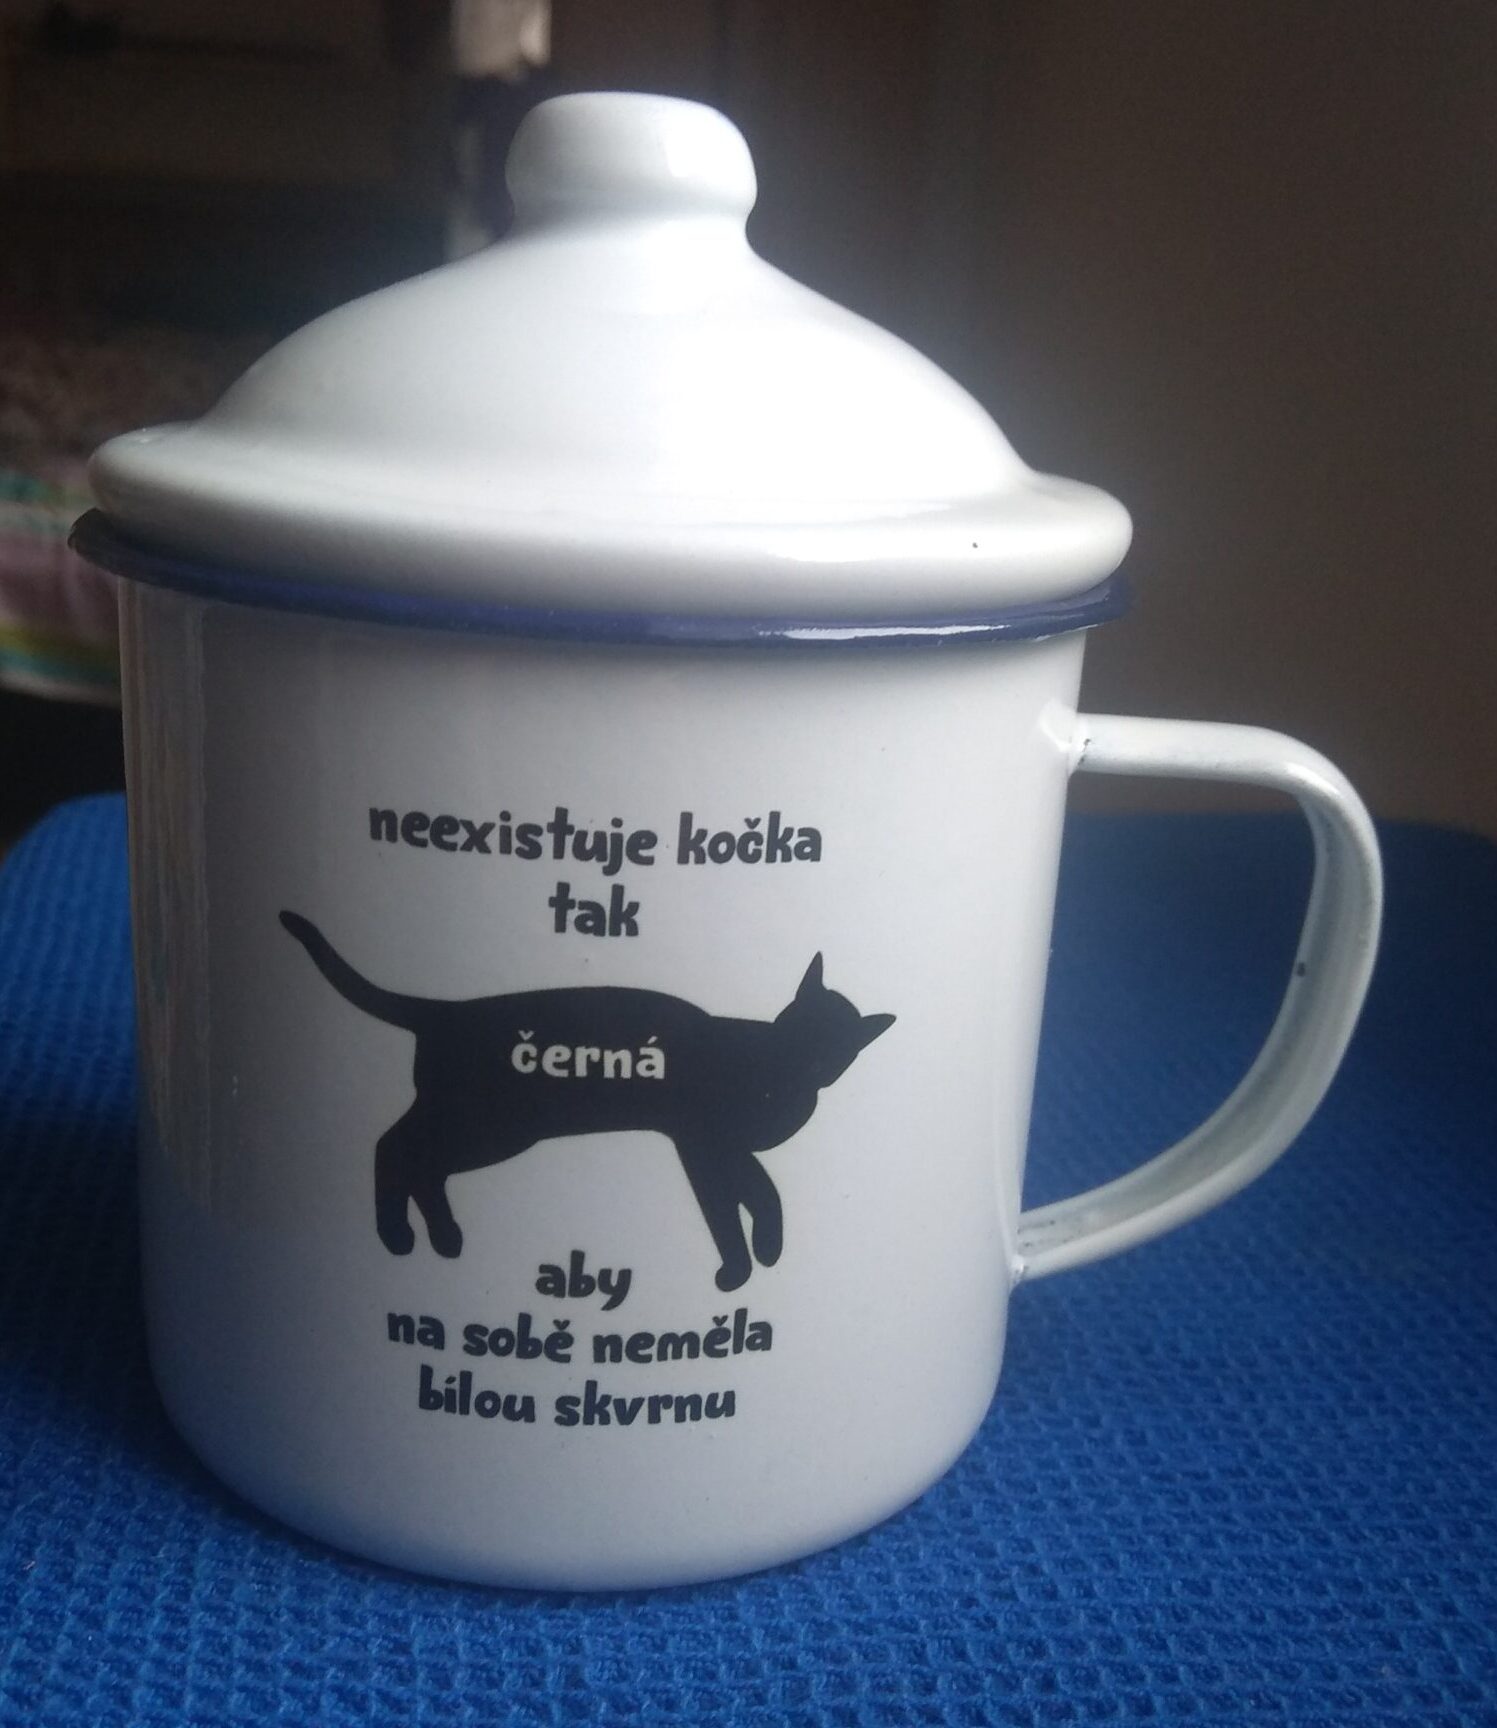 neexistuje kočka
tak
černá
aby
na sobě neměla
bílou skvrnu